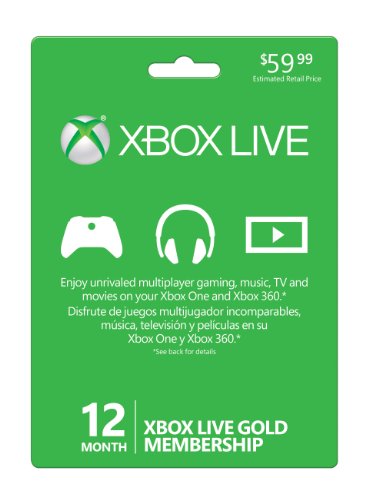 $59.99
Estimated Retail Price
®
XBOX LIVE
Enjoy unrivaled multiplayer gaming, music, TV and
movies on your Xbox One and Xbox 360.*
Disfrute de juegos multijugador incomparables,
música, televisión y películas en su
Xbox One y Xbox 360.*
*See back for details
12 MONTH
XBOX LIVE GOLD
MEMBERSHIP